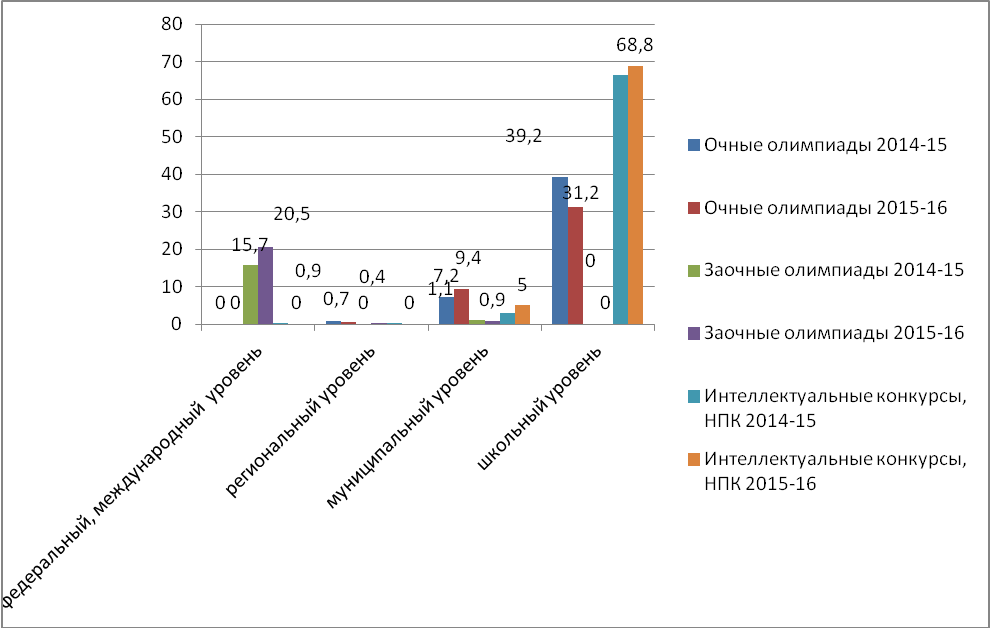 80
70
60
50
40
30
20
10
0
68,8
39,2
31,2
20,5
15,7
0
0
0,9
0
0,7
0,4
0
0
9,4
7,2
1,1
0,9
5
0
0
федеральный, международный уровень
региональный уровень
муниципальный уровень
школьный уровень
Очные олимпиады 2014-15
Очные олимпиады 2015-16
Заочные олимпиады 2014-15
Заочные олимпиады 2015-16
Интеллектуальные конкурсы,
НПК 2014-15
Интеллектуальные конкурсы,
НПК 2015-16